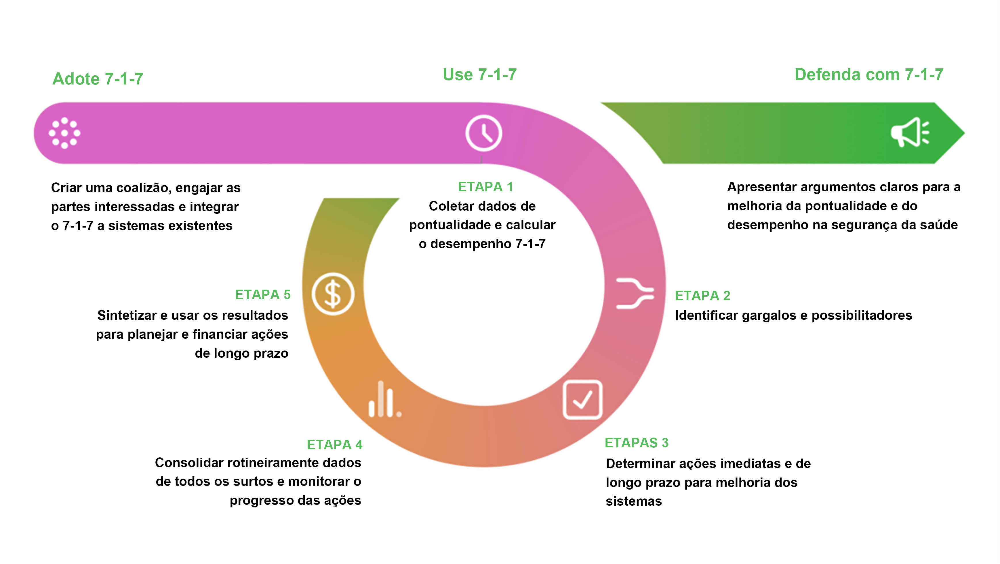 Adote 7-1-7
Criar uma coalizão, engajar as
partes interessadas e integrar
o 7-1-7 a sistemas existentes
Use 7-1-7
ETAPA 1
Coletar dados de
pontualidade e calcular
o desempenho 7-1-7
ETAPA 2
Identificar gargalos e possibilitadores
ETAPAS 3
Determinar ações imediatas e de
longo prazo para melhoria dos
sistemas
ETAPA 4
Consolidar rotineiramente dados
de todos os surtos e monitorar o
progresso das ações
ETAPA 5
Sintetizar e usar os resultados
para planejar e financiar ações
de longo prazo
Defenda com 7-1-7
Apresentar argumentos claros para a
melhoria da pontualidade e do
desempenho na segurança da saúde